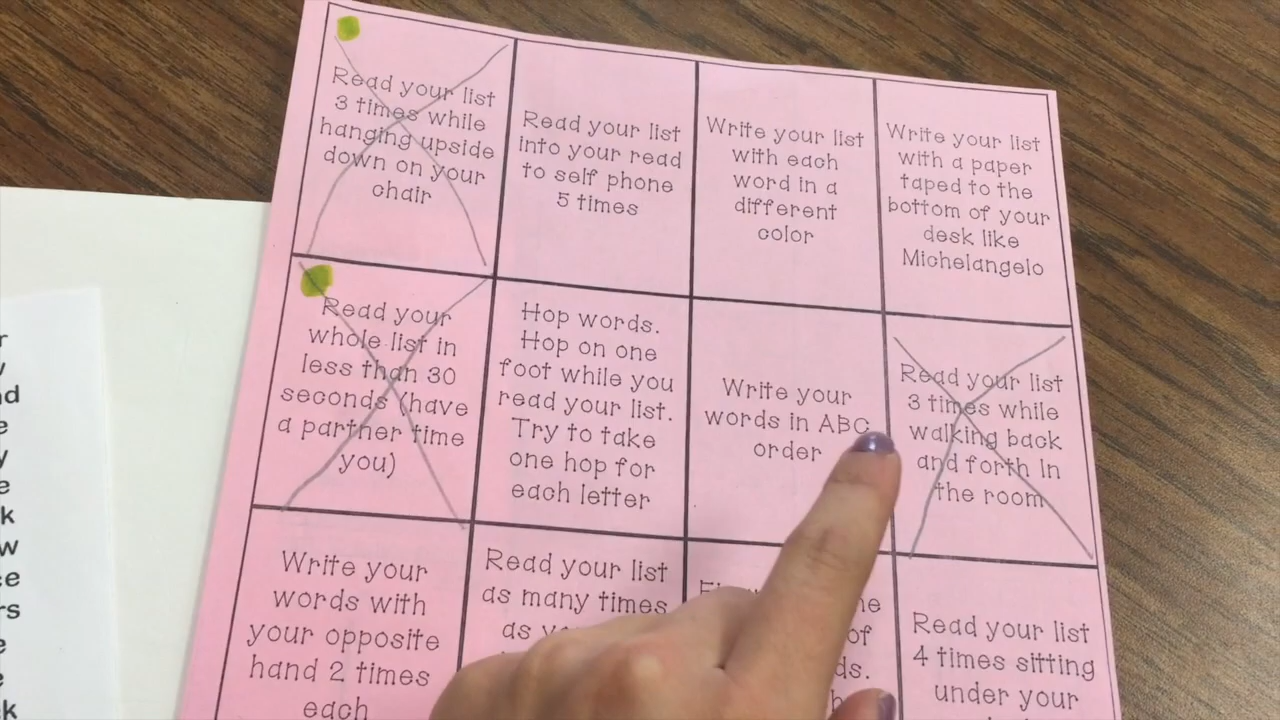 Read your list
3 times while
hanging upside
down on your
chair
Read your list
into your read
to self phone
5 times
Write your list
with each
word in a
different
color
Write your list
with a paper
taped to the
bottom of your
desk like
Michelangelo
Read your
whole list in
less than 30
seconds (have
a partner time
you)
Hop words.
Hop on one
foot while you
read your list.
Try to take
one hop for
each letter
Write your
words in ABC
order
Read your list
3 times while
walking back
and forth in
the room
Write your
words with
your opposite
hand 2 times
each
Read your list
as many times
as
of
Read your list
4 times sitting
under your